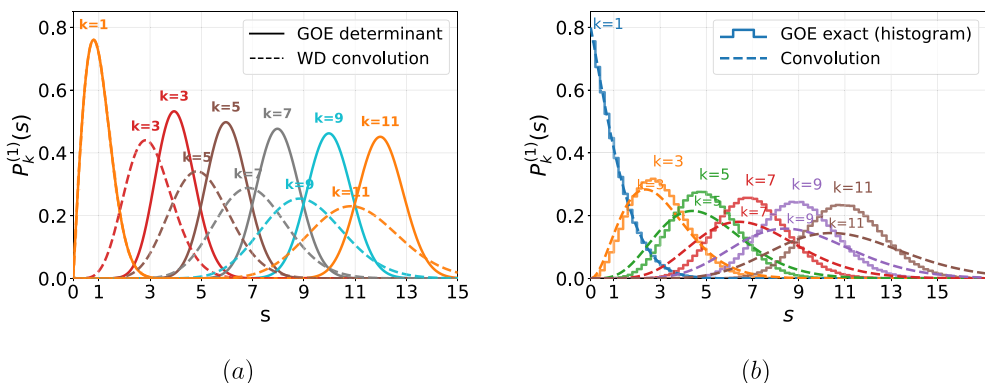 k=1
k=3
k=3
k=5
k=5
k=7
k=7
k=9
k=9
k=11
k=11
GOE determinant
WD convolution
P_k^{(1)}(s)
0.8
0.6
0.4
0.2
0.0
0 1 3 5 7 9 11 13 15
s
(a)
k=1
k=3
k=3
k=5
k=5
k=7
k=7
k=9
k=9
k=11
k=11
GOE exact (histogram)
Convolution
P_k^{(1)}(s)
0.8
0.6
0.4
0.2
0.0
0 1 3 5 7 9 11 13 15
s
(b)